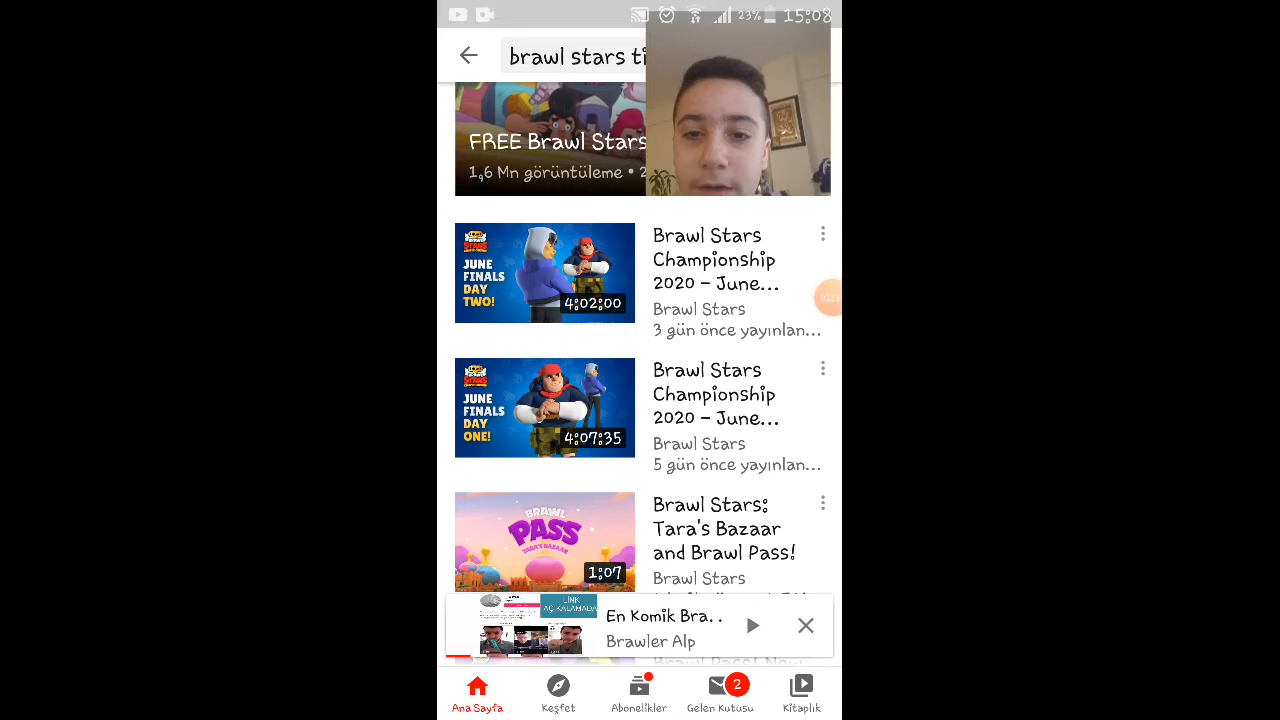 23% 15:08
brawl stars ti
FREE Brawl Stars
1,6 Mn görüntüleme • 2
BRAWL STARS
JUNE
FINALS
DAY
TWO!
4:02:00
Brawl Stars
Championship
2020 – June...
Brawl Stars
3 gün önce yayınlan...
JUNE
FINALS
DAY
ONE!
4:07:35
Brawl Stars
Championship
2020 – June...
Brawl Stars
5 gün önce yayınlan...
BRAWL
PASS
TARA'S BAZAAR
1:07
Brawl Stars:
Tara's Bazaar
and Brawl Pass!
Brawl Stars
LİNK
AÇIKALAMADA
En Komik Bra..
Brawler Alp
Ana Sayfa
Keşfet
Abonelikler
2
Gelen Kutusu
Kitaplık